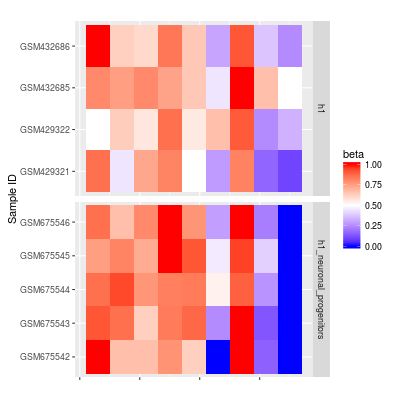 GSM432686
GSM432685
GSM429322
GSM429321
h1
GSM675546
GSM675545
GSM675544
GSM675543
GSM675542
h1_neuronal_progenitors
Sample ID
beta
1.00
0.75
0.50
0.25
0.00